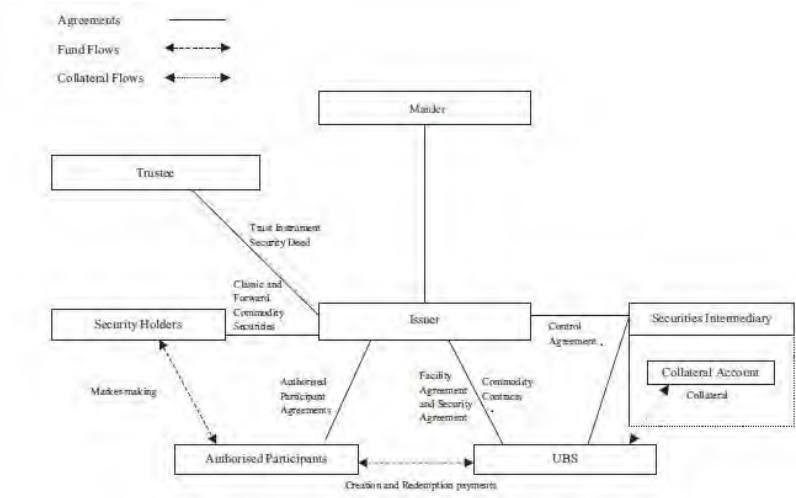 Agreements
Fund Flows
Collateral Flows
Manler
Trustee
Trust Instrument
Security Deed
Classic and
Forward
Commodity
Securities
Security Holders
Issuer
Securities Intermediary
Control
Agreement
Collateral Account
Collateral
Market-making
Authorised
Participant
Agreements
Facility
Agreement
and Security
Agreement
Commodity
Contracts
Authorised Participants
UBS
Creation and Redemption payments